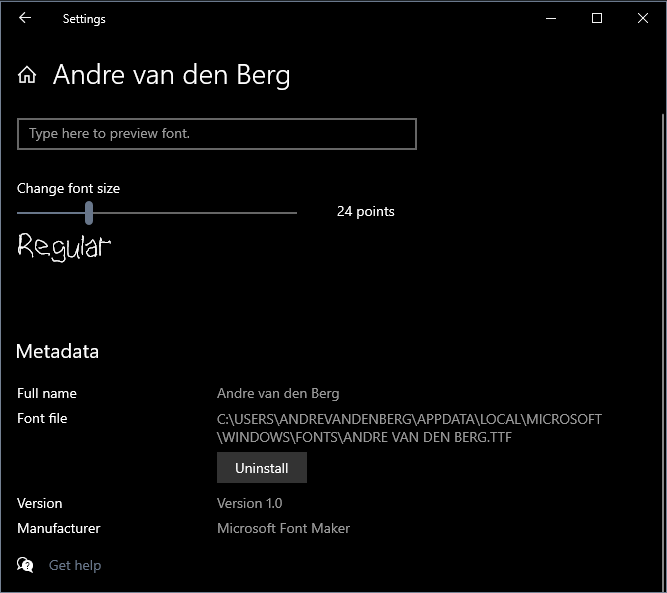 Settings
Andre van den Berg
Type here to preview font.
Change font size
24 points
Regular
Metadata
Full name Andre van den Berg
Font file C:\USERS\ANDREVANDENBERG\APPDATA\LOCAL\MICROSOFT
\WINDOWS\FONTS\ANDRE VAN DEN BERG.TTF
Uninstall
Version Version 1.0
Manufacturer Microsoft Font Maker
Get help